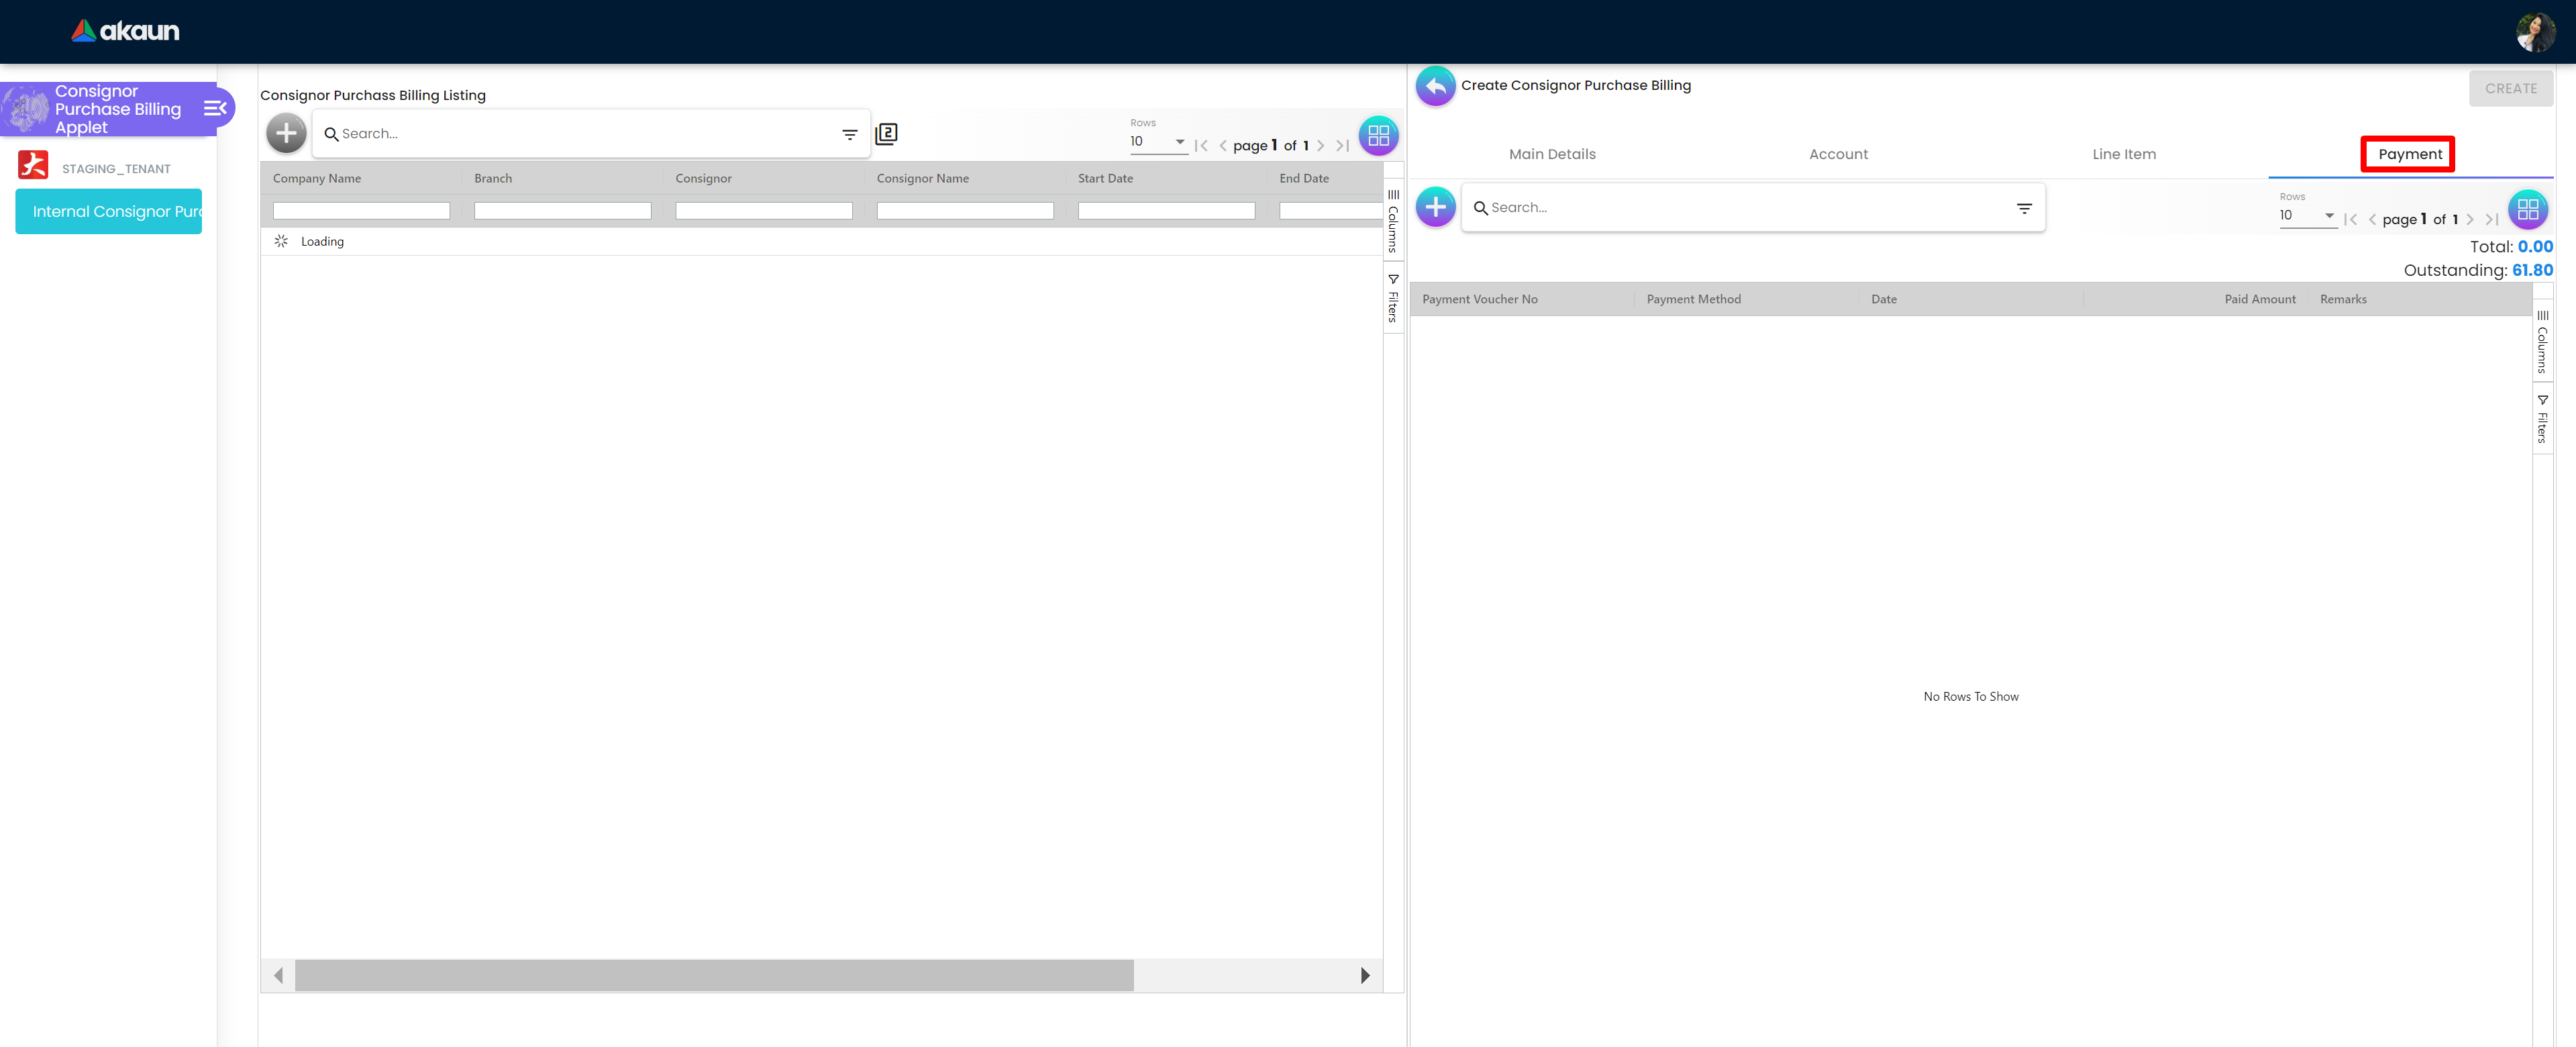 akaun
Consignor
Purchase Billing
Applet
STAGING_TENANT
Internal Consignor Purc
Consignor Purchass Billing Listing
Search...
2
Rows
10
page 1 of 1
Company Name Branch Consignor Consignor Name Start Date End Date
Loading
Columns
Filters
Create Consignor Purchase Billing
CREATE
Main Details Account Line Item Payment
Search...
Rows
10
page 1 of 1
Total: 0.00
Outstanding: 61.80
Payment Voucher No Payment Method Date Paid Amount Remarks
No Rows To Show
Columns
Filters